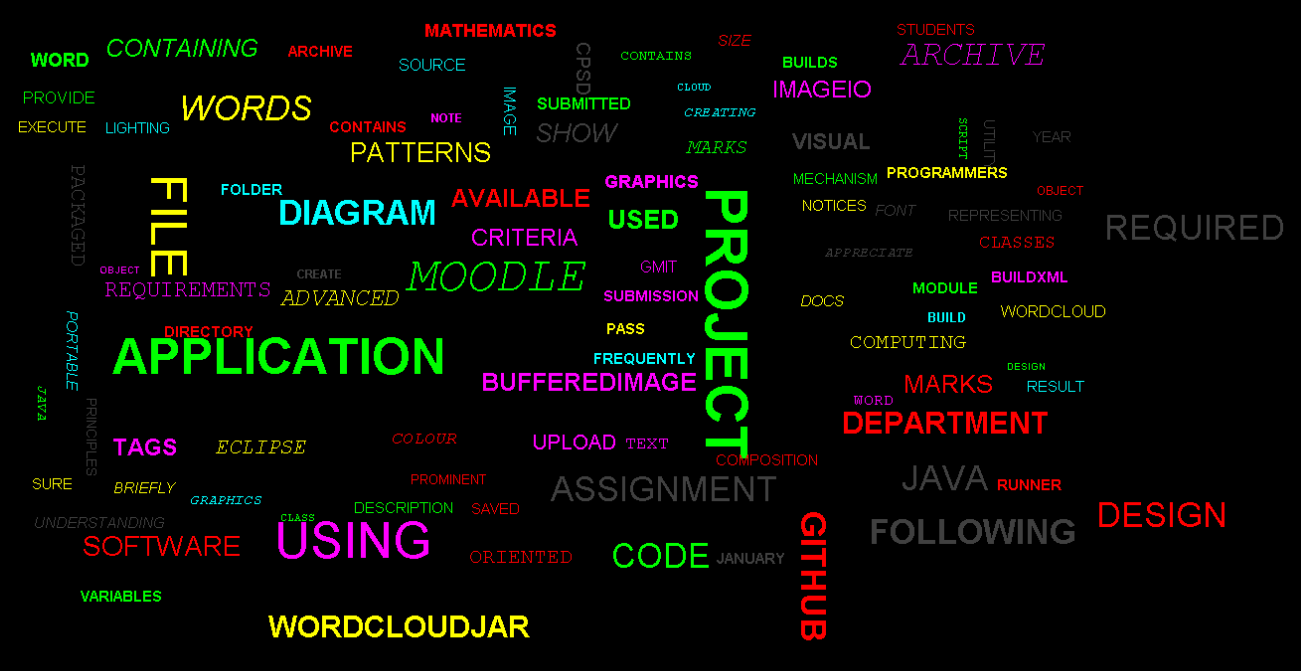 STUDENTS
MATHEMATICS
SIZE
CONTAINING
ARCHIVE
ARCHIVE
WORD
SOURCE
CPSD
CONTAINS
BUILDS
CLOUD
IMAGEIO
PROVIDE
WORDS
IMAGE
SUBMITTED
CREATING
EXECUTE
LIGHTING
CONTAINS
NOTE
SHOW
PATTERNS
MARKS
VISUAL
SCRIPT
YEAR
PACKAGED
FILE
FOLDER
GRAPHICS
MECHANISM
PROGRAMMERS
OBJECT
DIAGRAM
AVAILABLE
USED
PROJECT
NOTICES
FONT
REPRESENTING
REQUIRED
CRITERIA
CLASSES
APPRECIATE
OBJECT
CREATE
MOODLE
GMIT
BUILDXML
REQUIREMENTS
ADVANCED
SUBMISSION
MODULE
DOCS
WORDCLOUD
BUILD
PORTABLE
DIRECTORY
PASS
COMPUTING
APPLICATION
FREQUENTLY
DESIGN
BUFFEREDIMAGE
MARKS
RESULT
JAVA
WORD
PRINCIPLES
DEPARTMENT
TAGS
ECLIPSE
COLOUR
UPLOAD
TEXT
COMPOSITION
SURE
BRIEFLY
GRAPHICS
PROMINENT
ASSIGNMENT
JAVA
RUNNER
DESCRIPTION
SAVED
UNDERSTANDING
CLASS
DESIGN
SOFTWARE
USING
ORIENTED
CODE
JANUARY
FOLLOWING
GITHUB
VARIABLES
WORDCLOUDJAR